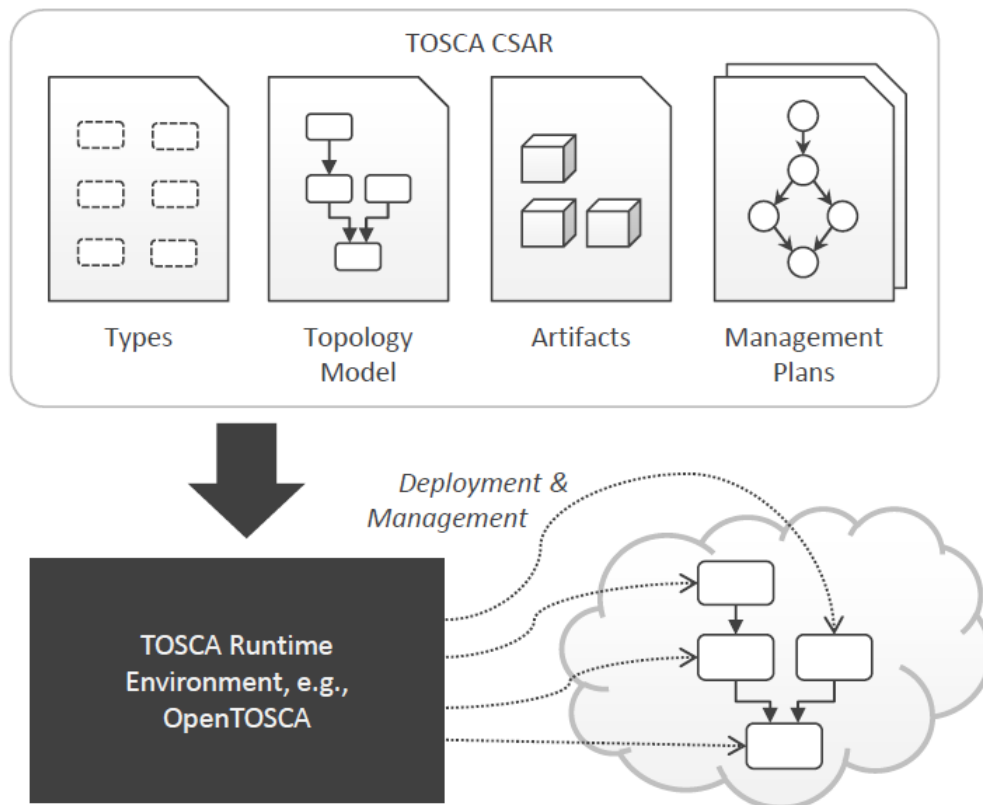 TOSCA CSAR
Types
Topology
Model
Artifacts
Management
Plans
Deployment &
Management
TOSCA Runtime
Environment, e.g.,
OpenTOSCA